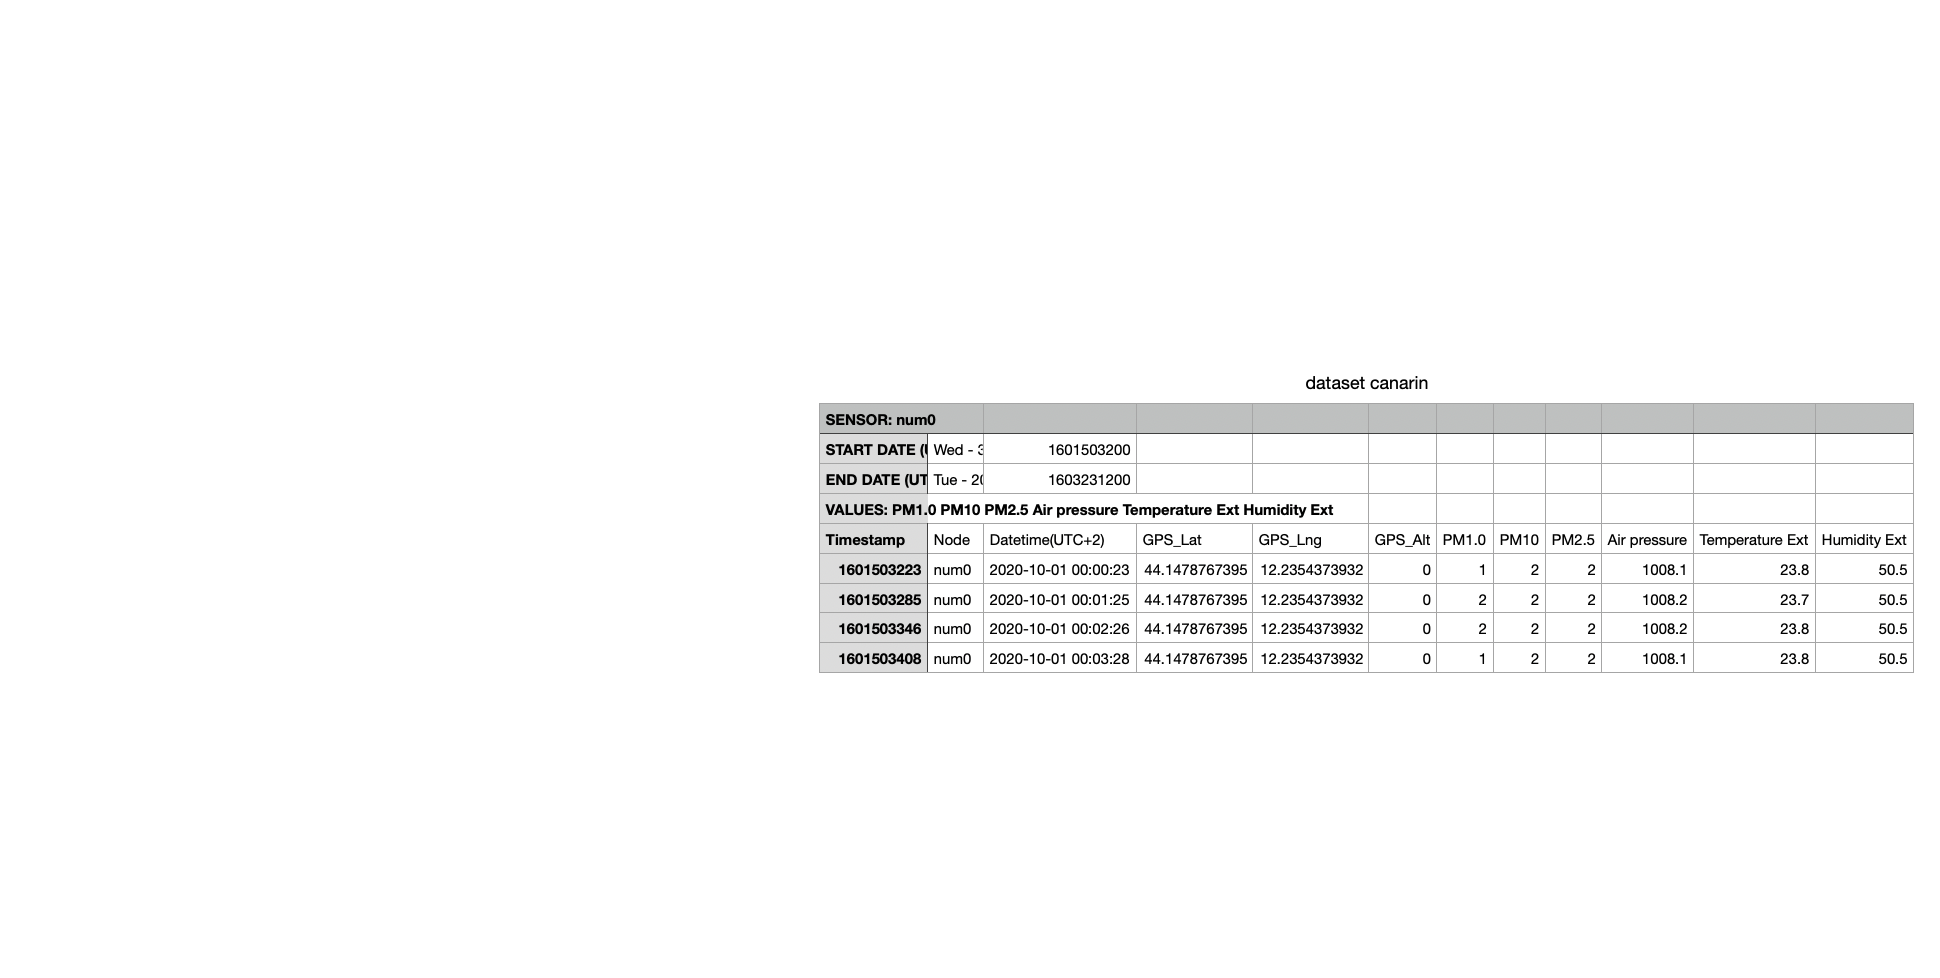 dataset canarin
SENSOR: num0
START DATE ( Wed - 1601503200
END DATE (UT Tue - 20 1603231200
VALUES: PM1.0 PM10 PM2.5 Air pressure Temperature Ext Humidity Ext
Timestamp Node Datetime(UTC+2) GPS_Lat GPS_Lng GPS_Alt PM1.0 PM10 PM2.5 Air pressure Temperature Ext Humidity Ext
1601503223 num0 2020-10-01 00:00:23 44.1478767395 12.2354373932 0 1 2 2 1008.1 23.8 50.5
1601503285 num0 2020-10-01 00:01:25 44.1478767395 12.2354373932 0 2 2 2 1008.2 23.7 50.5
1601503346 num0 2020-10-01 00:02:26 44.1478767395 12.2354373932 0 2 2 2 1008.2 23.8 50.5
1601503408 num0 2020-10-01 00:03:28 44.1478767395 12.2354373932 0 1 2 2 1008.1 23.8 50.5